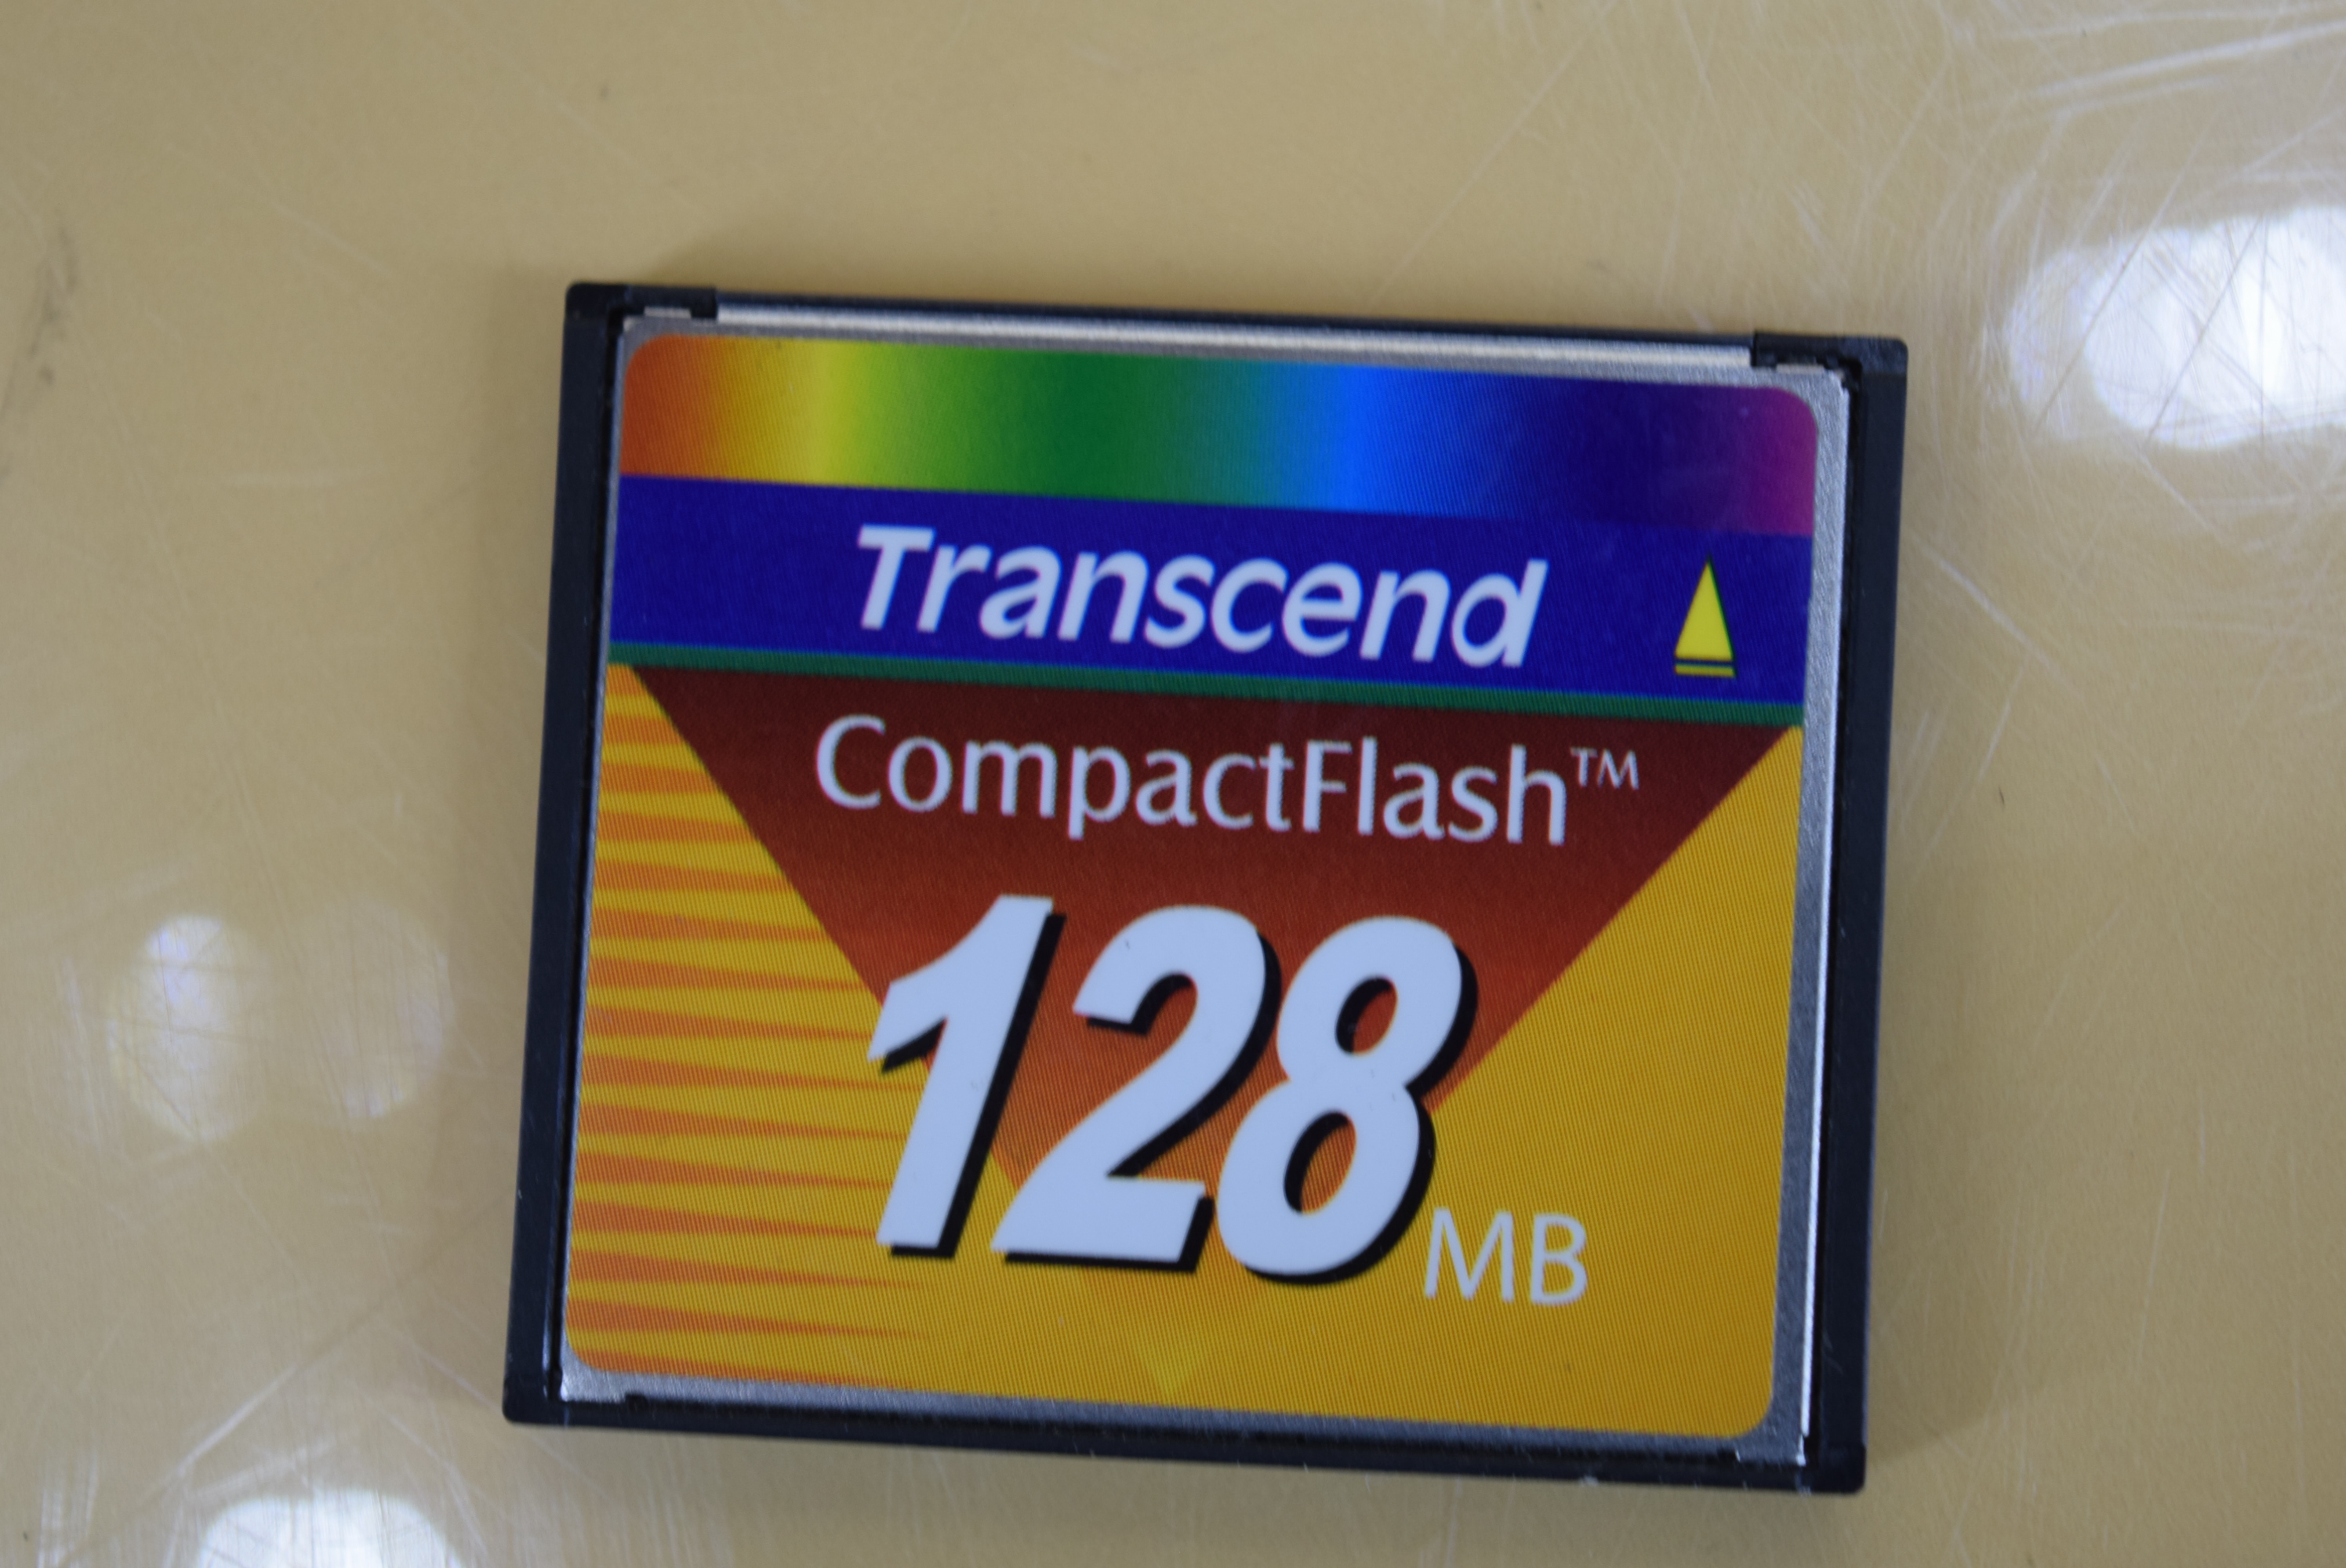 Transcend
CompactFlash™
128 MB